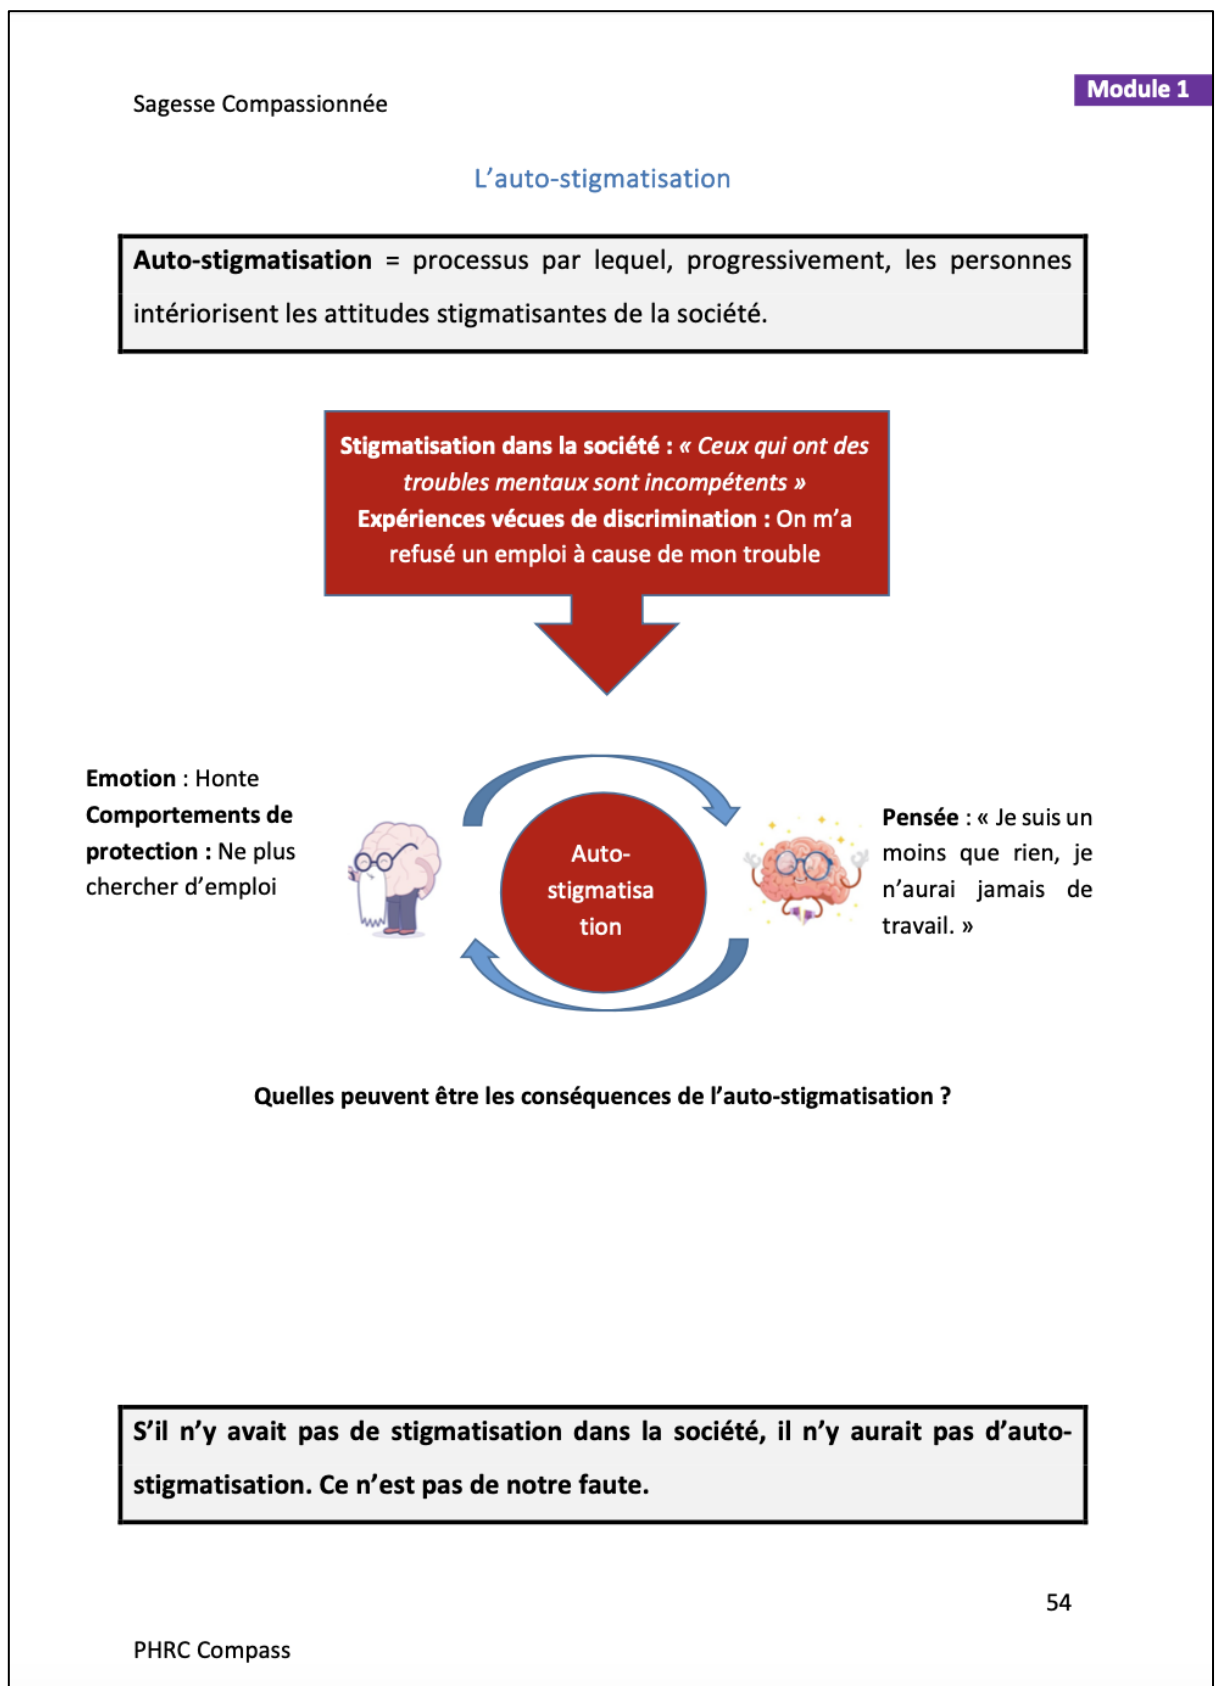 Sagesse Compassionnée
Module 1
L’auto-stigmatisation
Auto-stigmatisation = processus par lequel, progressivement, les personnes
intériorisent les attitudes stigmatisantes de la société.
Stigmatisation dans la société : « Ceux qui ont des
troubles mentaux sont incompétents »
Expériences vécues de discrimination : On m’a
refusé un emploi à cause de mon trouble
Emotion : Honte
Comportements de
protection : Ne plus
chercher d’emploi
Auto-
stigmatisa
tion
Pensée : « Je suis un
moins que rien, je
n’aurai jamais de
travail. »
Quelles peuvent être les conséquences de l’auto-stigmatisation ?
S’il n’y avait pas de stigmatisation dans la société, il n’y aurait pas d’auto-
stigmatisation. Ce n’est pas de notre faute.
54
PHRC Compass